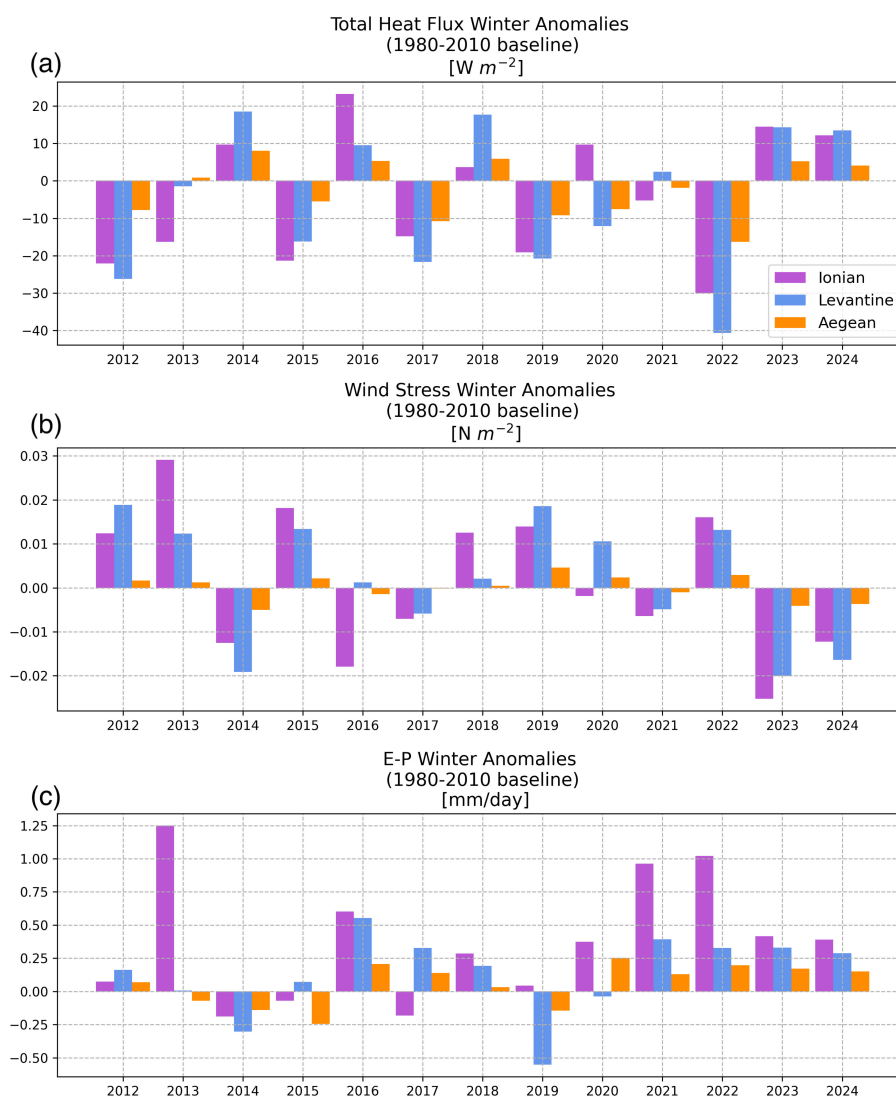 Total Heat Flux Winter Anomalies
(1980-2010 baseline)
(a)
[W m⁻²]
20
10
0
−10
−20
−30
−40
Ionian
Levantine
Aegean
2012 2013 2014 2015 2016 2017 2018 2019 2020 2021 2022 2023 2024
Wind Stress Winter Anomalies
(1980-2010 baseline)
(b)
[N m⁻²]
0.03
0.02
0.01
0.00
−0.01
−0.02
2012 2013 2014 2015 2016 2017 2018 2019 2020 2021 2022 2023 2024
E-P Winter Anomalies
(1980-2010 baseline)
(c)
[mm/day]
1.25
1.00
0.75
0.50
0.25
0.00
−0.25
−0.50
2012 2013 2014 2015 2016 2017 2018 2019 2020 2021 2022 2023 2024